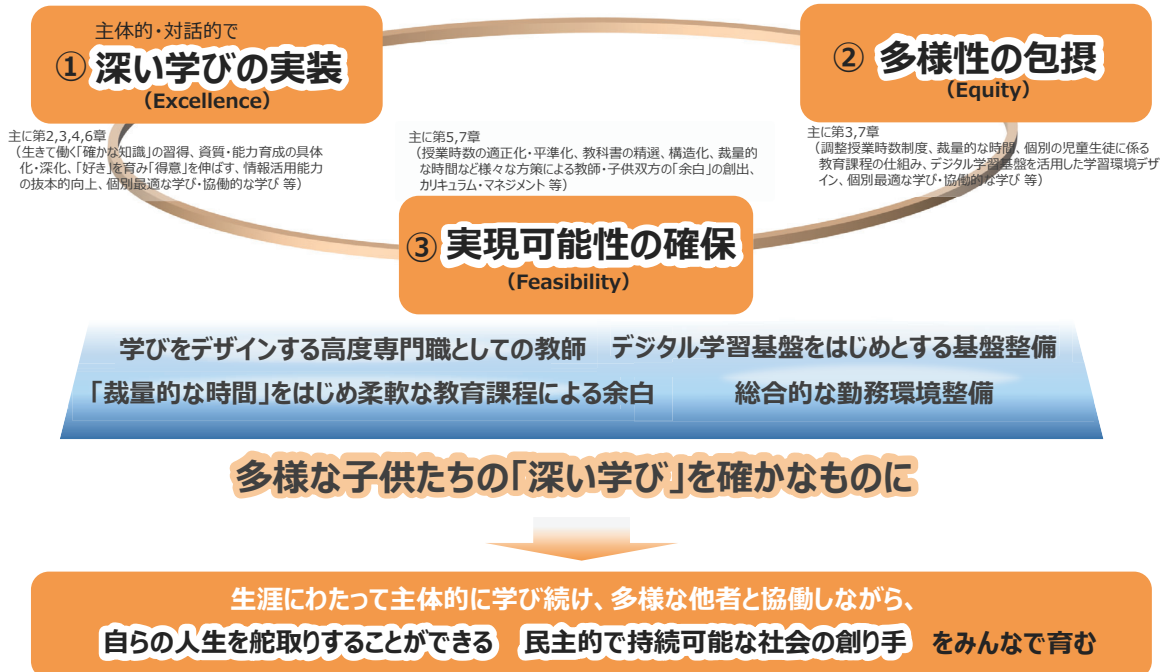 主体的・対話的で
① 深い学びの実装
（Excellence）
② 多様性の包摂
（Equity）
主に第2,3,4,6章
（生きて働く「確かな知識」の習得、資質・能力育成の具体
化・深化、「好き」を育み「得意」を伸ばす、情報活用能力
の抜本的向上、個別最適な学び・協働的な学び 等）
主に第5,7章
（授業時数の適正化・平準化、教科書の精選、構造化、裁量的
な時間など様々な方策による教師・子供双方の「余白」の創出、
カリキュラム・マネジメント 等）
主に第3,7章
（調整授業時数制度、裁量的な時間、個別の児童生徒に係る
教育課程の仕組み、デジタル学習基盤を活用した学習環境デザ
イン、個別最適な学び・協働的な学び 等）
③ 実現可能性の確保
（Feasibility）
学びをデザインする高度専門職としての教師 デジタル学習基盤をはじめとする基盤整備
「裁量的な時間」をはじめ柔軟な教育課程による余白 総合的な勤務環境整備
多様な子供たちの「深い学び」を確かなものに
生涯にわたって主体的に学び続け、多様な他者と協働しながら、
自らの人生を舵取りすることができる 民主的で持続可能な社会の創り手 をみんなで育む